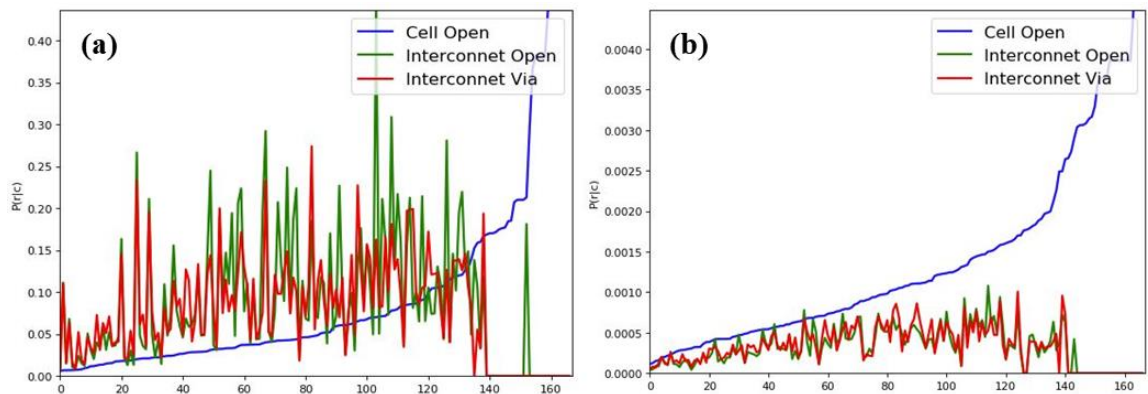 (a)
Cell Open
Interconnet Open
Interconnet Via
P(r|c)
0.40
0.35
0.30
0.25
0.20
0.15
0.10
0.05
0.00
0 20 40 60 80 100 120 140 160
(b)
Cell Open
Interconnet Open
Interconnet Via
P(r|c)
0.0040
0.0035
0.0030
0.0025
0.0020
0.0015
0.0010
0.0005
0.0000
0 20 40 60 80 100 120 140 160